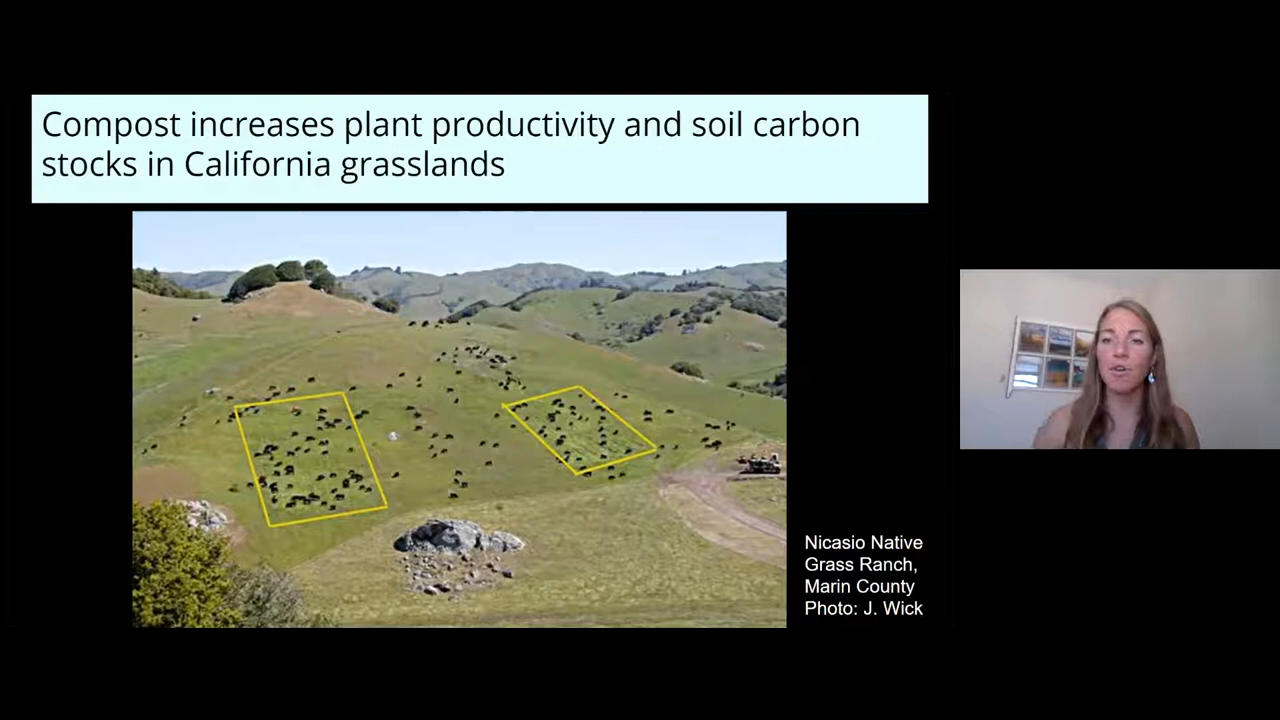 Compost increases plant productivity and soil carbon
stocks in California grasslands
Nicasio Native
Grass Ranch,
Marin County
Photo: J. Wick